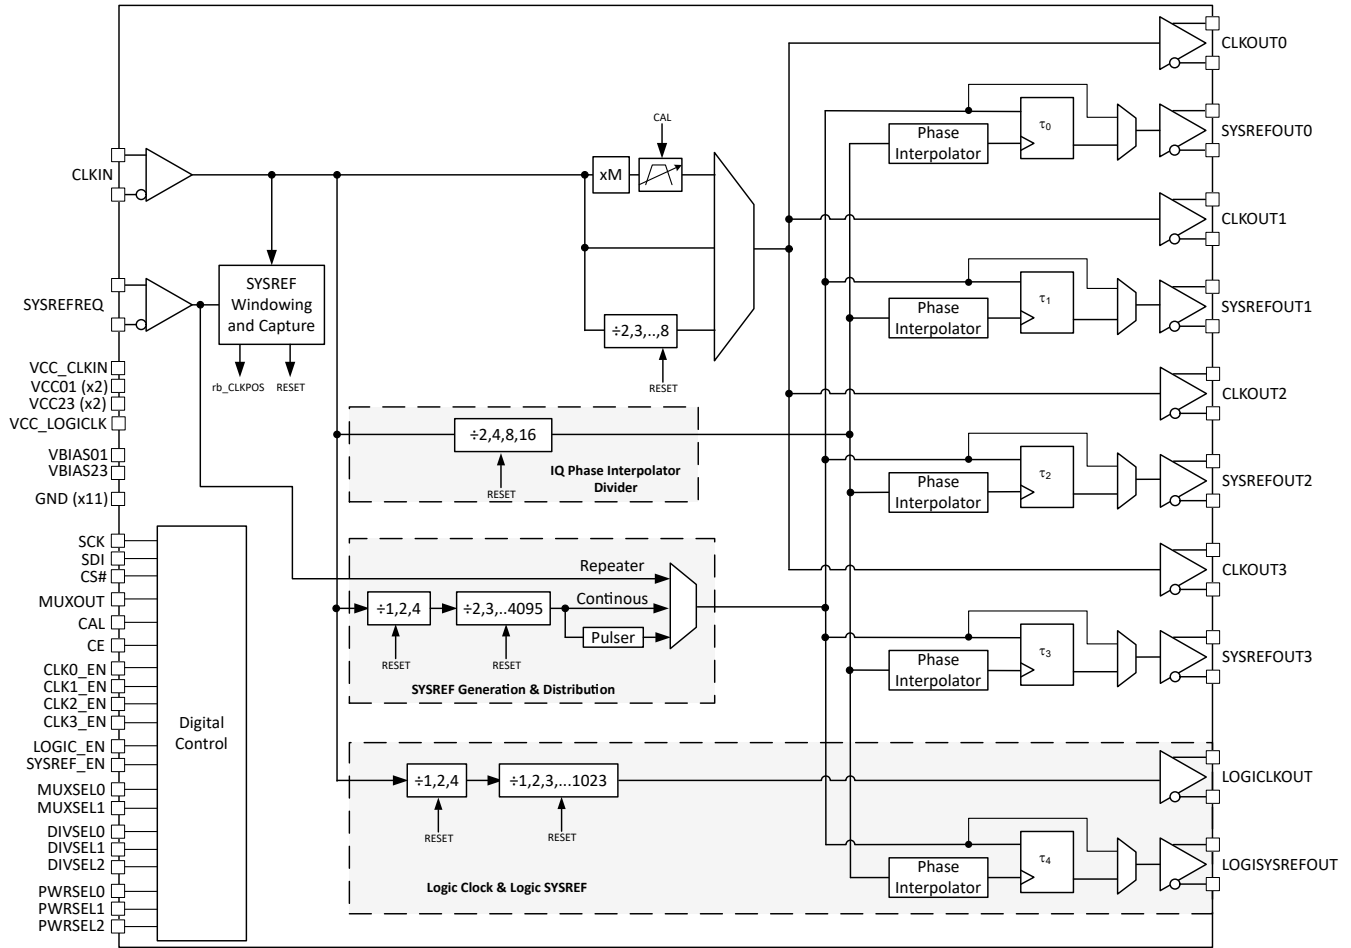 CLKOUT0
SYSREFOUT0
CLKOUT1
SYSREFOUT1
CLKOUT2
SYSREFOUT2
CLKOUT3
SYSREFOUT3
LOGICLKOUT
LOGISYSREFOUT
CLKIN
SYSREFREQ
VCC_CLKIN
VCC01 (x2)
VCC23 (x2)
VCC_LOGICLK
VBIAS01
VBIAS23
GND (x11)
SCK
SDI
CS#
MUXOUT
CAL
CE
CLK0_EN
CLK1_EN
CLK2_EN
CLK3_EN
LOGIC_EN
SYSREF_EN
MUXSEL0
MUXSEL1
DIVSEL0
DIVSEL1
DIVSEL2
PWRSEL0
PWRSEL1
PWRSEL2
Digital
Control
SYSREF
Windowing
and Capture
rb_CLKPOS
RESET
CAL
xM
÷2,3,..,8
RESET
÷2,4,8,16
RESET
IQ Phase Interpolator
Divider
Repeater
Continous
Pulser
÷1,2,4
÷2,3,..4095
RESET
RESET
SYSREF Generation & Distribution
÷1,2,4
÷1,2,3,...1023
RESET
RESET
Logic Clock & Logic SYSREF
Phase
Interpolator
τ0
Phase
Interpolator
τ1
Phase
Interpolator
τ2
Phase
Interpolator
τ3
Phase
Interpolator
τ4